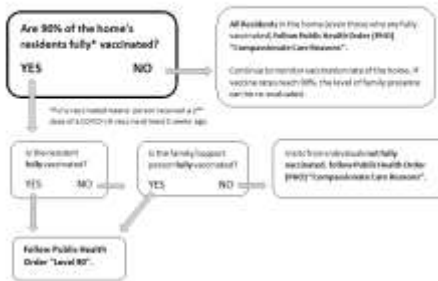 Are 90% of the home's
residents fully* vaccinated?
YES NO
All Residents in the home (even those who are fully
vaccinated) follow Public Health Order (PHO)
"Compassionate Care Reasons".
Continue to monitor vaccination rate of the home. If
vaccine rates reach 90%, the level of family presence
can be re-evaluated.
vaccinated means person received a 2nd
dose of a COVID-19 vaccine at least 2 weeks ago
Is the resident
fully vaccinated?
YES NO
Is the family/support
person fully vaccinated?
YES NO
Visits from individuals not fully
vaccinated, follow Public Health Order
(PHO) "Compassionate Care Reasons".
Follow Public Health
Order "Level 90".